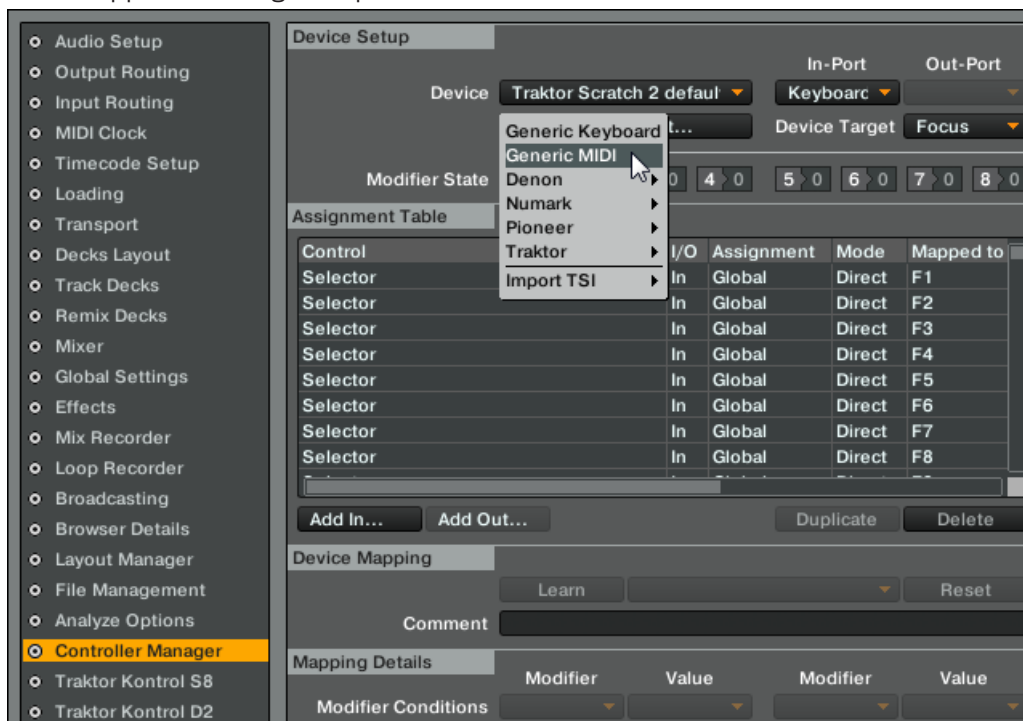 Audio Setup
Output Routing
Input Routing
MIDI Clock
Timecode Setup
Loading
Transport
Decks Layout
Track Decks
Remix Decks
Mixer
Global Settings
Effects
Mix Recorder
Loop Recorder
Broadcasting
Browser Details
Layout Manager
File Management
Analyze Options
Controller Manager
Traktor Kontrol S8
Traktor Kontrol D2
Device Setup
In-Port Out-Port
Device Traktor Scratch 2 defaul Keyboarc
t... Device Target Focus
Generic Keyboard
Generic MIDI
Denon
Numark
Pioneer
Traktor
Import TSI
Modifier State 0 4 0 5 0 6 0 7 0 8 0
Assignment Table
Control I/O Assignment Mode Mapped to
Selector In Global Direct F1
Selector In Global Direct F2
Selector In Global Direct F3
Selector In Global Direct F4
Selector In Global Direct F5
Selector In Global Direct F6
Selector In Global Direct F7
Selector In Global Direct F8
Add In... Add Out... Duplicate Delete
Device Mapping
Learn Reset
Comment
Mapping Details
Modifier Value Modifier Value
Modifier Conditions